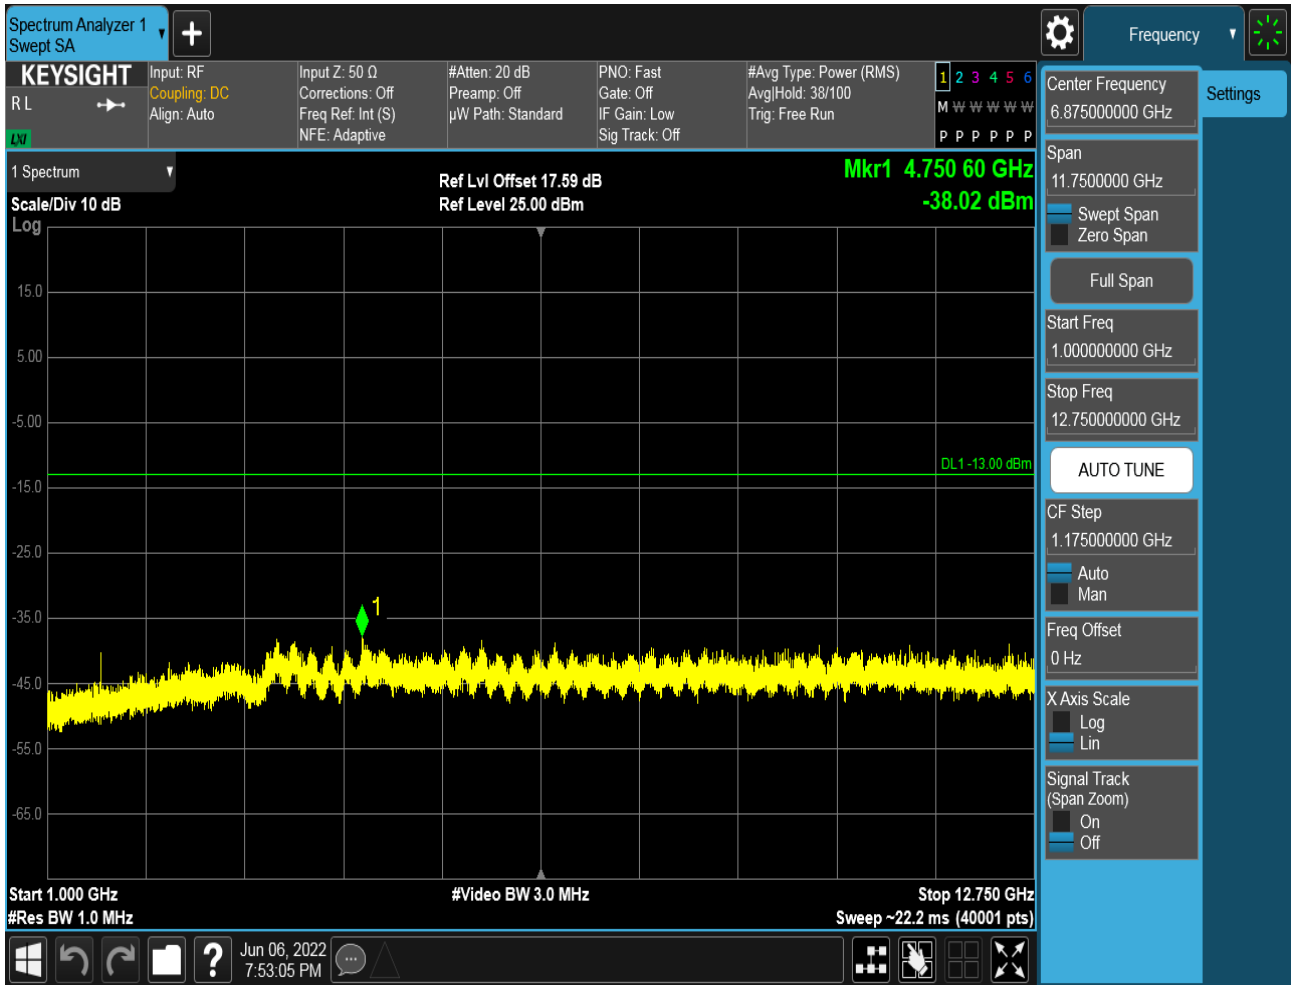 Spectrum Analyzer 1
Swept SA
Frequency
KEYSIGHT
R L
LXI
Input: RF
Coupling: DC
Align: Auto
Input Z: 50 Ω
Corrections: Off
Freq Ref: Int (S)
NFE: Adaptive
#Atten: 20 dB
Preamp: Off
µW Path: Standard
PNO: Fast
Gate: Off
IF Gain: Low
Sig Track: Off
#Avg Type: Power (RMS)
Avg|Hold: 38/100
Trig: Free Run
1 2 3 4 5 6
M W W W W W
P P P P P P
1 Spectrum
Scale/Div 10 dB
Log
Ref Lvl Offset 17.59 dB
Ref Level 25.00 dBm
Mkr1 4.750 60 GHz
-38.02 dBm
15.0
5.00
-5.00
DL1 -13.00 dBm
-15.0
-25.0
-35.0
1
-45.0
-55.0
-65.0
Start 1.000 GHz
#Res BW 1.0 MHz
#Video BW 3.0 MHz
Stop 12.750 GHz
Sweep ~22.2 ms (40001 pts)
Center Frequency
6.875000000 GHz
Settings
Span
11.7500000 GHz
Swept Span
Zero Span
Full Span
Start Freq
1.000000000 GHz
Stop Freq
12.750000000 GHz
AUTO TUNE
CF Step
1.175000000 GHz
Auto
Man
Freq Offset
0 Hz
X Axis Scale
Log
Lin
Signal Track
(Span Zoom)
On
Off
?
Jun 06, 2022
7:53:05 PM